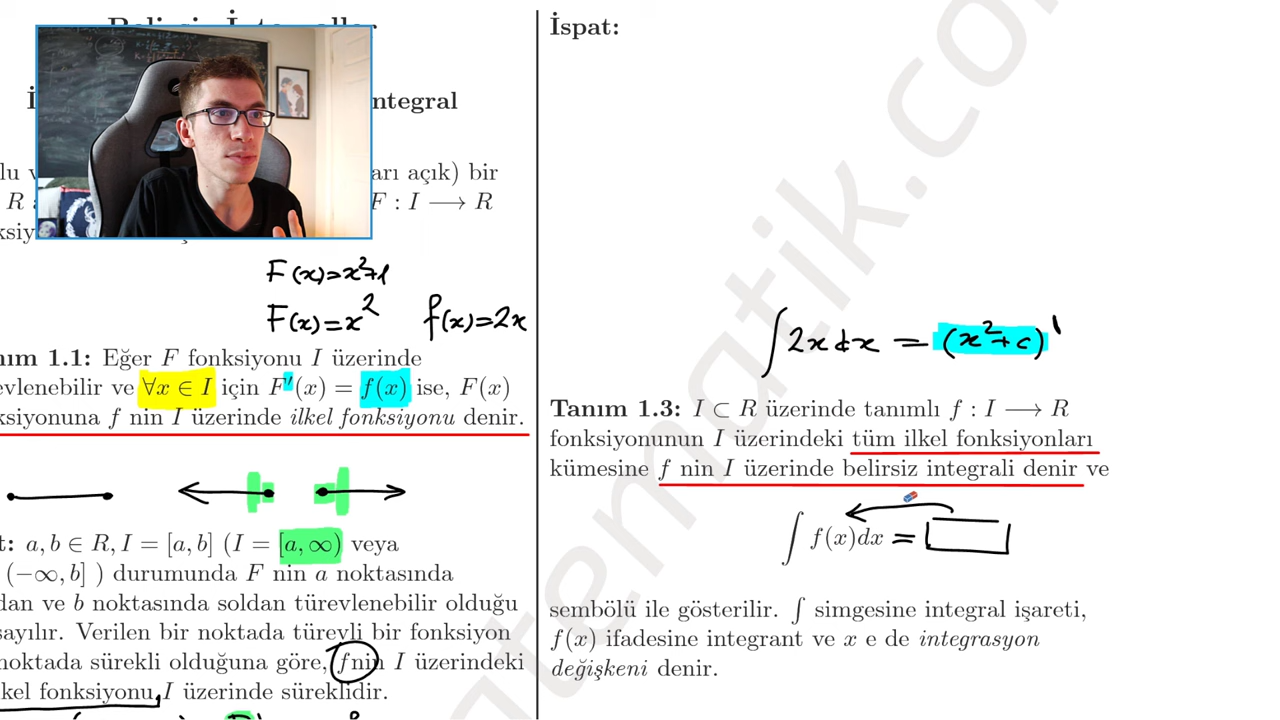 ntegral
arı açık) bir
F : I ⟶ R
F(x)=x²+1
F(x)=x² f(x)=2x
1.1: Eğer F fonksiyonu I üzerinde
evlenebilir ve ∀x ∈ I için F'(x) = f(x) ise, F(x)
ksiyonuna f nin I üzerinde ilkel fonksiyonu denir.
t: a, b ∈ R, I = [a, b] (I = [a, ∞) veya
(−∞, b] ) durumunda F nin a noktasında
dan ve b noktasında soldan türevlenebilir olduğu
sayılır. Verilen bir noktada türevli bir fonksiyon
noktada sürekli olduğuna göre, f nin I üzerindeki
kel fonksiyonu, I üzerinde süreklidir.
İspat:
∫ 2x dx = (x²+c)'
Tanım 1.3: I ⊂ R üzerinde tanımlı f : I ⟶ R
fonksiyonunun I üzerindeki tüm ilkel fonksiyonları
kümesine f nin I üzerinde belirsiz integrali denir ve
∫ f(x)dx =
sembölü ile gösterilir. ∫ simgesine integral işareti,
f(x) ifadesine integrant ve x e de integrasyon
değişkeni denir.
atematik.co